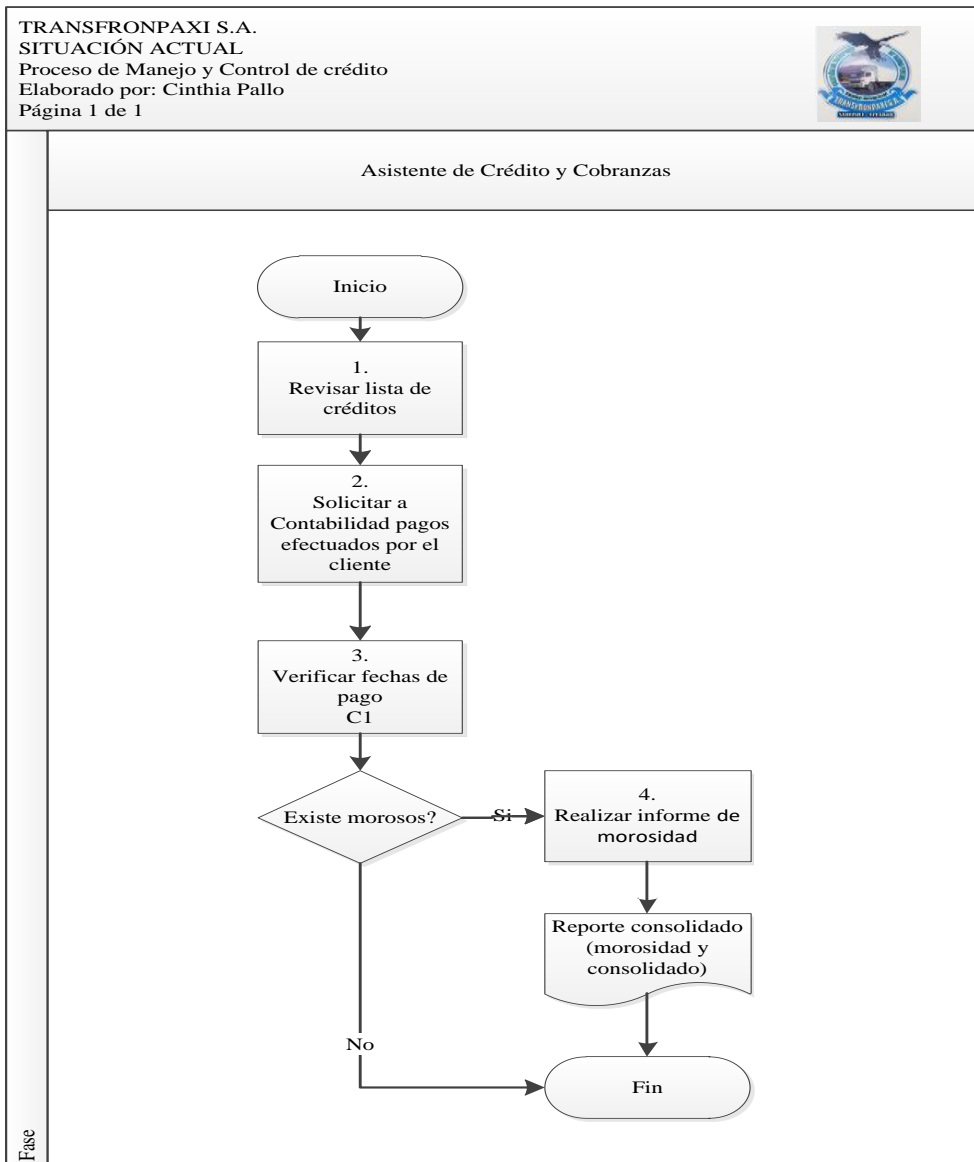 TRANSFRONPAXI S.A.
SITUACIÓN ACTUAL
Proceso de Manejo y Control de crédito
Elaborado por: Cinthia Pallo
Página 1 de 1
TRANSFRONPAXI S.A.
Asistente de Crédito y Cobranzas
Inicio
1.
Revisar lista de
créditos
2.
Solicitar a
Contabilidad pagos
efectuados por el
cliente
3.
Verificar fechas de
pago
C1
Existe morosos?
Si
4.
Realizar informe de
morosidad
Reporte consolidado
(morosidad y
consolidado)
No
Fin
Fase